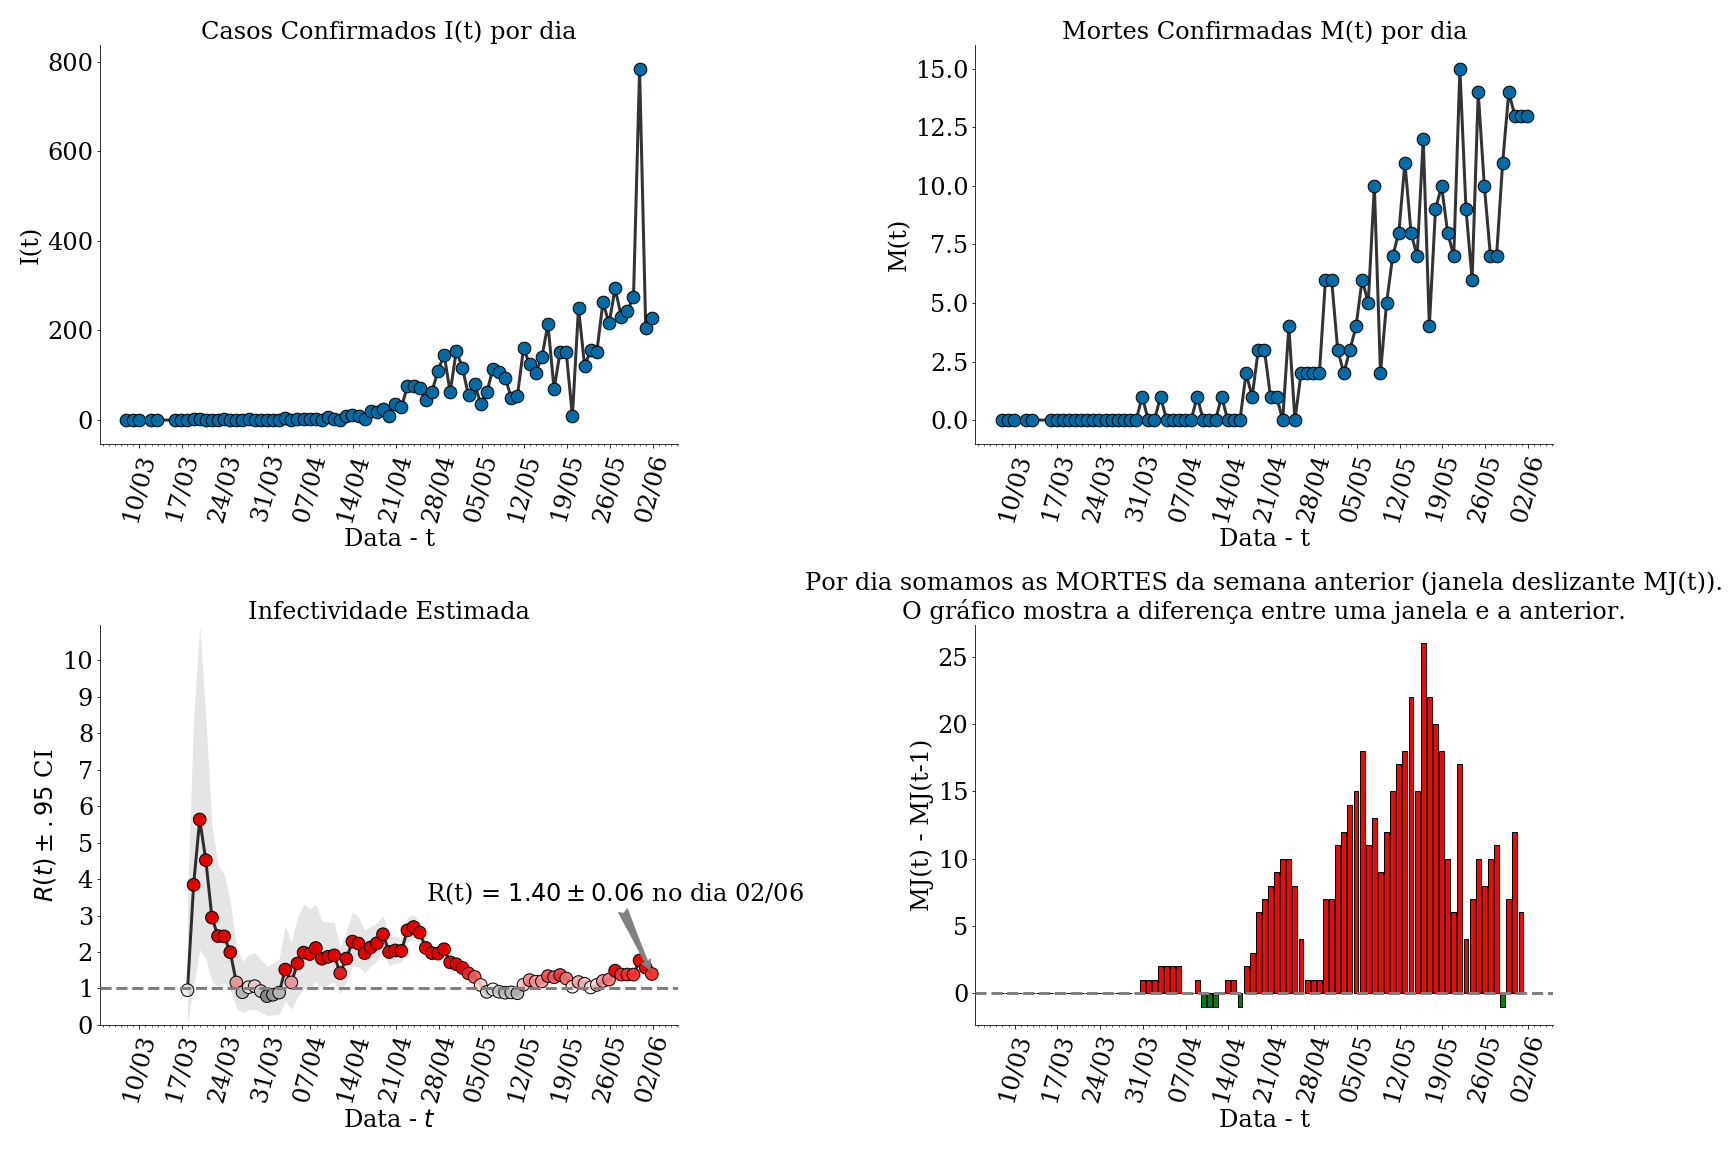 Casos Confirmados I(t) por dia
I(t)
800
600
400
200
0
10/03 17/03 24/03 31/03 07/04 14/04 21/04 28/04 05/05 12/05 19/05 26/05 02/06
Data - t
Mortes Confirmadas M(t) por dia
M(t)
15.0
12.5
10.0
7.5
5.0
2.5
0.0
10/03 17/03 24/03 31/03 07/04 14/04 21/04 28/04 05/05 12/05 19/05 26/05 02/06
Data - t
Infectividade Estimada
R(t) ± .95 CI
10
9
8
7
6
5
4
3
2
1
0
R(t) = 1.40 ± 0.06 no dia 02/06
10/03 17/03 24/03 31/03 07/04 14/04 21/04 28/04 05/05 12/05 19/05 26/05 02/06
Data - t
Por dia somamos as MORTES da semana anterior (janela deslizante MJ(t)).
O gráfico mostra a diferença entre uma janela e a anterior.
MJ(t) - MJ(t-1)
25
20
15
10
5
0
10/03 17/03 24/03 31/03 07/04 14/04 21/04 28/04 05/05 12/05 19/05 26/05 02/06
Data - t